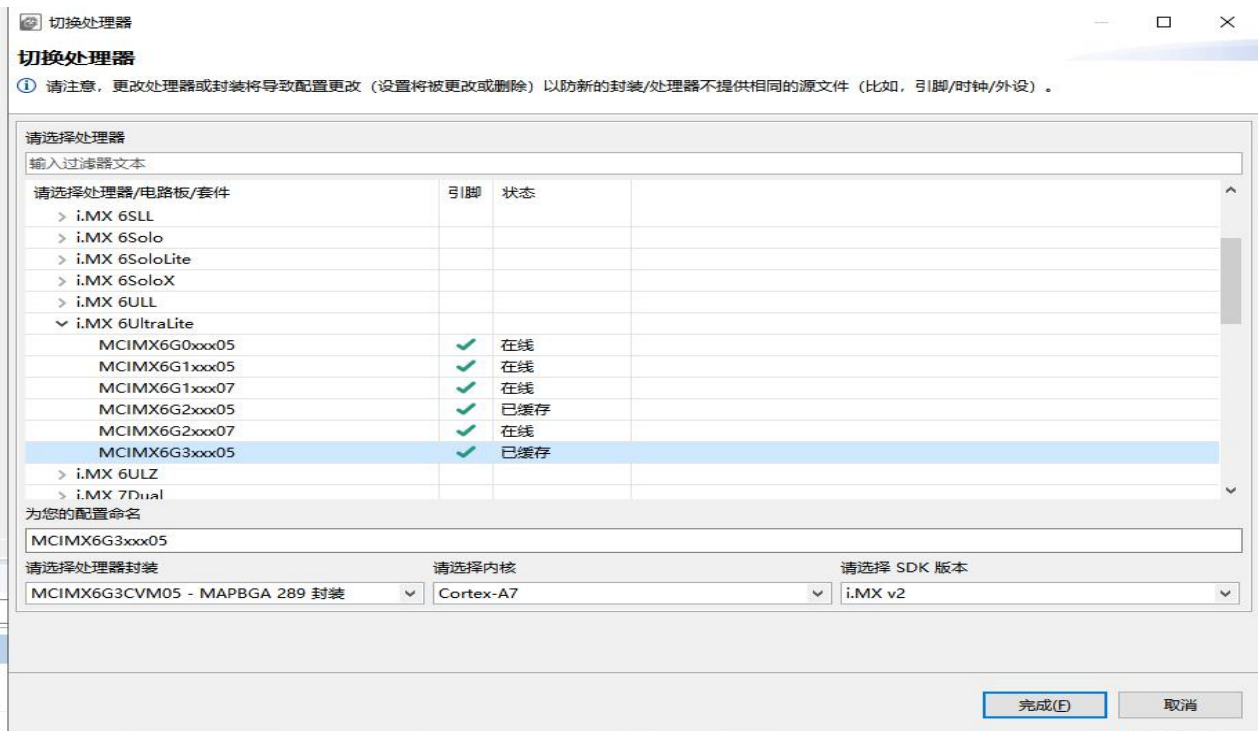 切换处理器
切换处理器
请注意，更改处理器或封装将导致配置更改（设置将被更改或删除）以防新的封装/处理器不提供相同的源文件（比如，引脚/时钟/外设）。
请选择处理器
输入过滤器文本
请选择处理器/电路板/套件 引脚 状态
i.MX 6SLL
i.MX 6Solo
i.MX 6SoloLite
i.MX 6SoloX
i.MX 6ULL
i.MX 6UltraLite
MCIMX6G0xxx05 在线
MCIMX6G1xxx05 在线
MCIMX6G1xxx07 在线
MCIMX6G2xxx05 已缓存
MCIMX6G2xxx07 在线
MCIMX6G3xxx05 已缓存
i.MX 6ULZ
i.MX 7Dual
为您的配置命名
MCIMX6G3xxx05
请选择处理器封装 请选择内核 请选择 SDK 版本
MCIMX6G3CVM05 - MAPBGA 289 封装 Cortex-A7 i.MX v2
完成(F) 取消